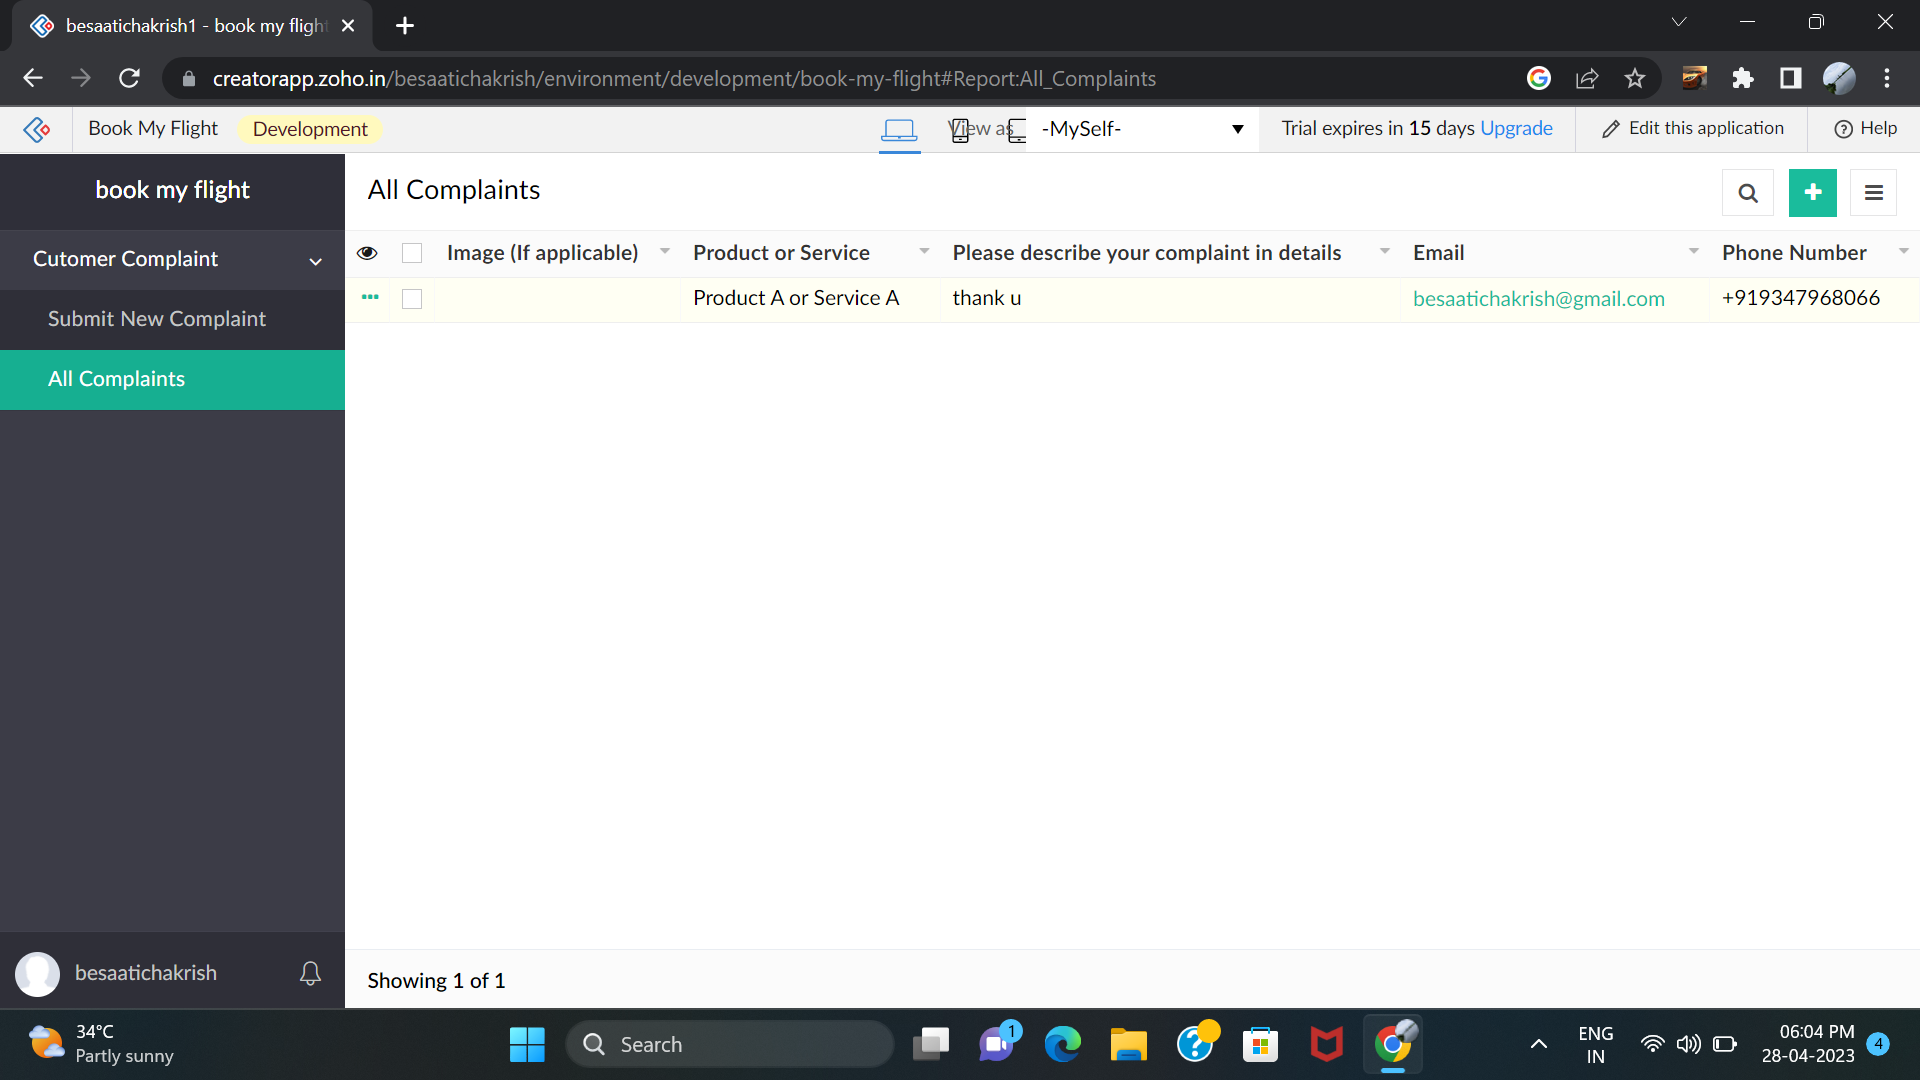 besaatichakrish1 - book my fligh
creatorapp.zoho.in/besaatichakrish/environment/development/book-my-flight#Report:All_Complaints
Book My Flight Development View as -MySelf- Trial expires in 15 days Upgrade Edit this application Help
book my flight
Cutomer Complaint
Submit New Complaint
All Complaints
besaatichakrish
All Complaints
Image (If applicable) Product or Service Please describe your complaint in details Email Phone Number
Product A or Service A thank u besaatichakrish@gmail.com +919347968066
Showing 1 of 1
34°C
Partly sunny
Search
1
ENG
IN
06:04 PM
28-04-2023
4